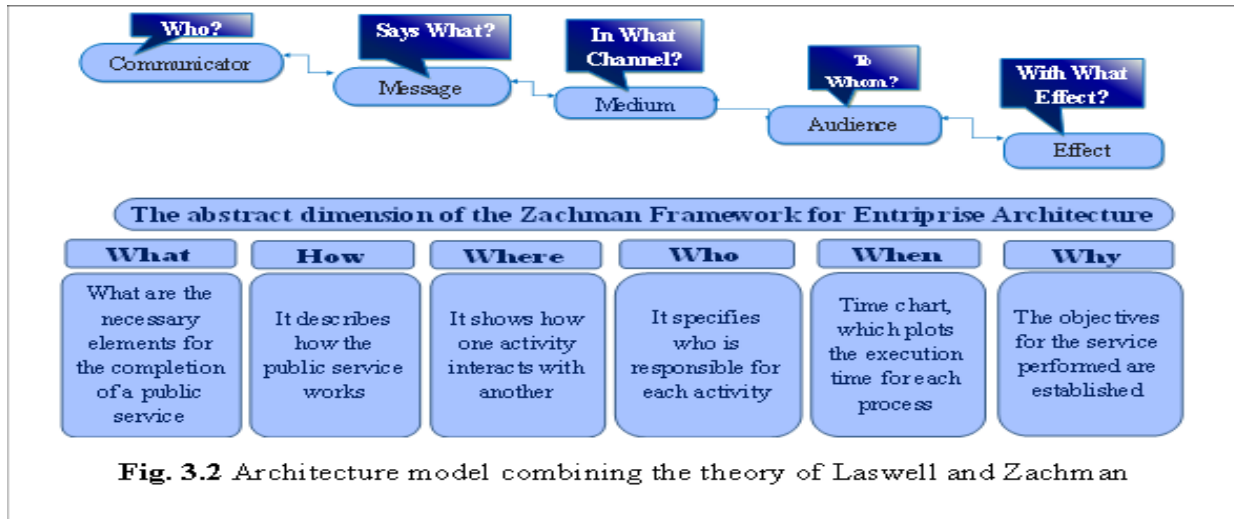 Who?
Communicator
Says What?
Message
In What
Channel?
Medium
To
Whom?
Audience
With What
Effect?
Effect
The abstract dimension of the Zachman Framework for Entriprise Architecture
What
What are the
necessary
elements for
the completion
of a public
service
How
It describes
how the
public service
works
Where
It shows how
one activity
interacts with
another
Who
It specifies
who is
responsible for
each activity
When
Time chart,
which plots
the execution
time for each
process
Why
The objectives
for the service
performed are
established
Fig. 3.2 Architecture model combining the theory of Laswell and Zachman